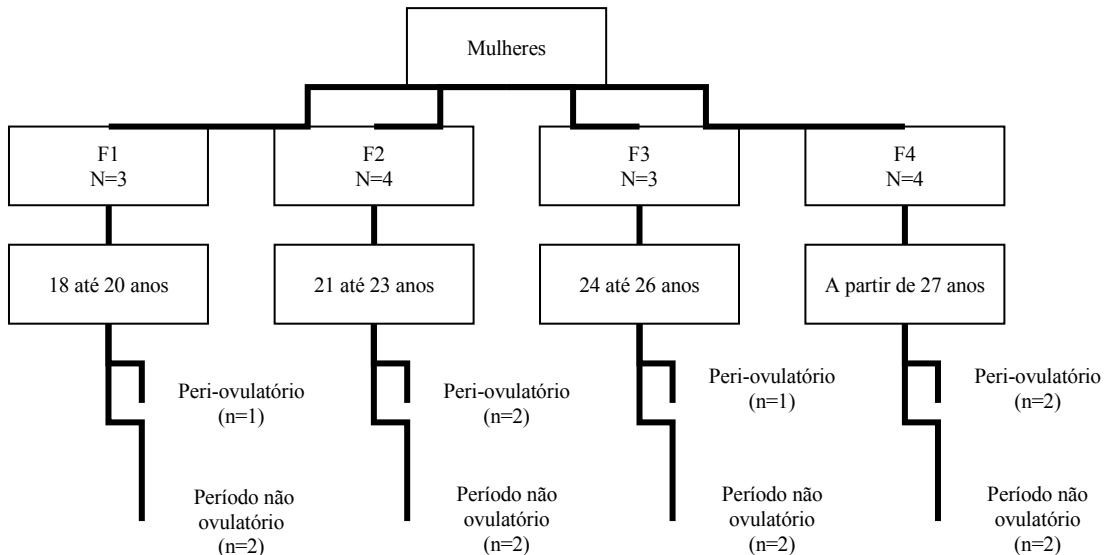 Mulheres
F1
N=3
F2
N=4
F3
N=3
F4
N=4
18 até 20 anos
21 até 23 anos
24 até 26 anos
A partir de 27 anos
Peri-ovulatório
(n=1)
Peri-ovulatório
(n=2)
Peri-ovulatório
(n=1)
Peri-ovulatório
(n=2)
Período não
ovulatório
(n=2)
Período não
ovulatório
(n=2)
Período não
ovulatório
(n=2)
Período não
ovulatório
(n=2)